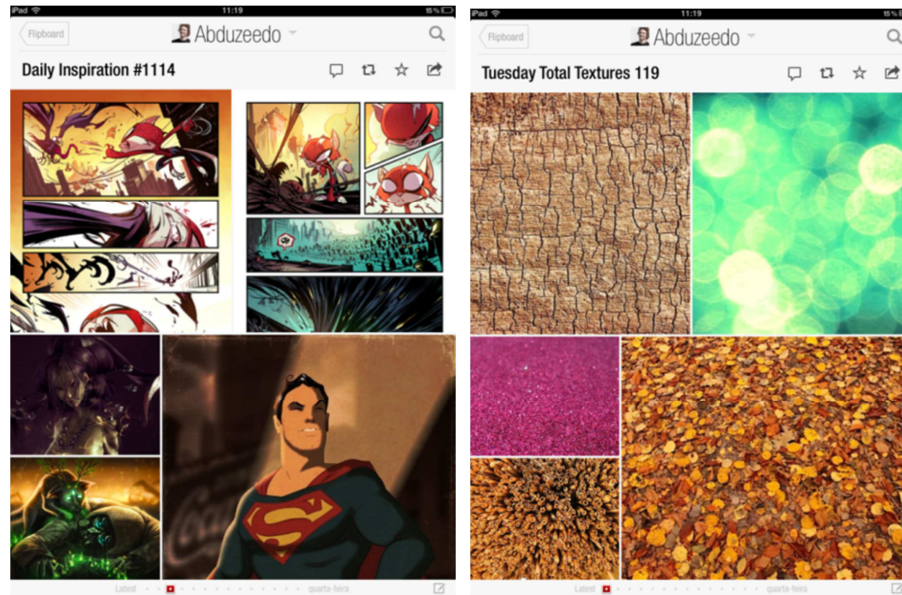 iPad 11:19 15%
Flipboard Abduzeedo
Daily Inspiration #1114
Latest quarta-feira
iPad 11:19 15%
Flipboard Abduzeedo
Tuesday Total Textures 119
Latest quarta-feira